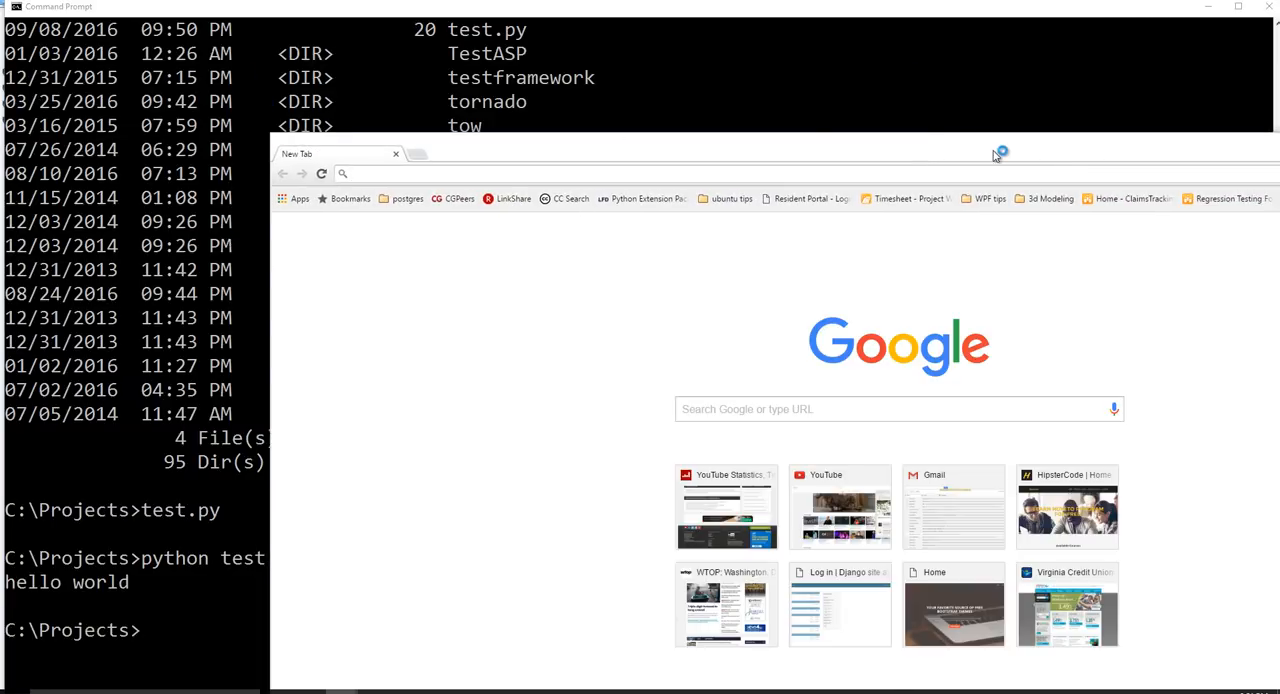 Command Prompt
09/08/2016 09:50 PM 20 test.py
01/03/2016 12:26 AM <DIR> TestASP
12/31/2015 07:15 PM <DIR> testframework
03/25/2016 09:42 PM <DIR> tornado
03/16/2015 07:59 PM <DIR> tow
07/26/2014 06:29 PM
08/10/2016 07:13 PM
11/15/2014 01:08 PM
12/03/2014 09:26 PM
12/03/2014 09:26 PM
12/31/2013 11:42 PM
08/24/2016 09:44 PM
12/31/2013 11:43 PM
12/31/2013 11:43 PM
01/02/2016 11:27 PM
07/02/2016 04:35 PM
07/05/2014 11:47 AM
4 File(s)
95 Dir(s)
C:\Projects>test.py
C:\Projects>python test
hello world
C:\Projects>
New Tab
Apps Bookmarks postgres CG CGPeers LinkShare CC Search LFD Python Extension Pac ubuntu tips Resident Portal - Log Timesheet - Project WPF tips 3d Modeling Home - ClaimsTrackin Regression Testing Fo
Google
Search Google or type URL
YouTube Statistics, T YouTube Gmail HipsterCode | Home
WTOP: Washington, D Log in | Django site a Home Virginia Credit Union